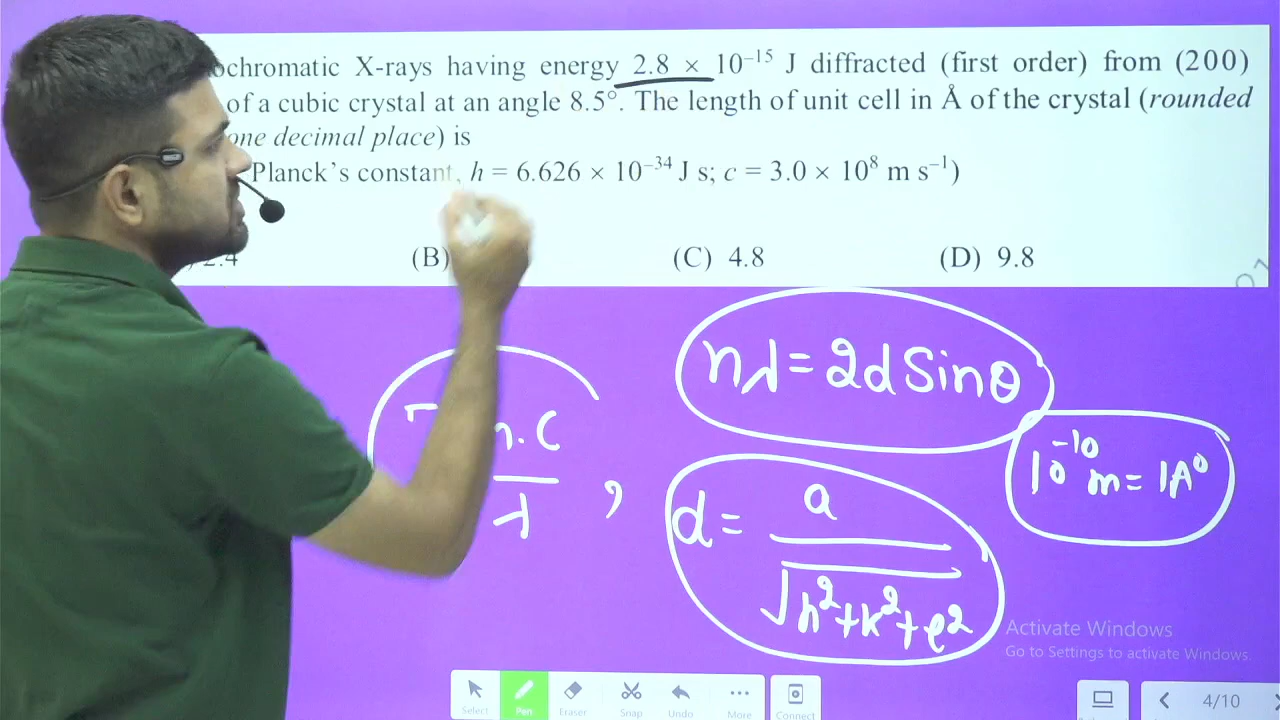 ochromatic X-rays having energy 2.8 × 10⁻¹⁵ J diffracted (first order) from (200)
of a cubic crystal at an angle 8.5°. The length of unit cell in Å of the crystal (rounded
one decimal place) is
Planck's constant, h = 6.626 × 10⁻³⁴ J s; c = 3.0 × 10⁸ m s⁻¹)
2.4 (B) (C) 4.8 (D) 9.8
nλ = 2d Sinθ
h.c
λ ,
10⁻¹⁰ m = 1A⁰
d = a
√h²+k²+l²
Activate Windows
Go to Settings to activate Windows.
Select Pen Eraser Snap Undo More Connect
4/10